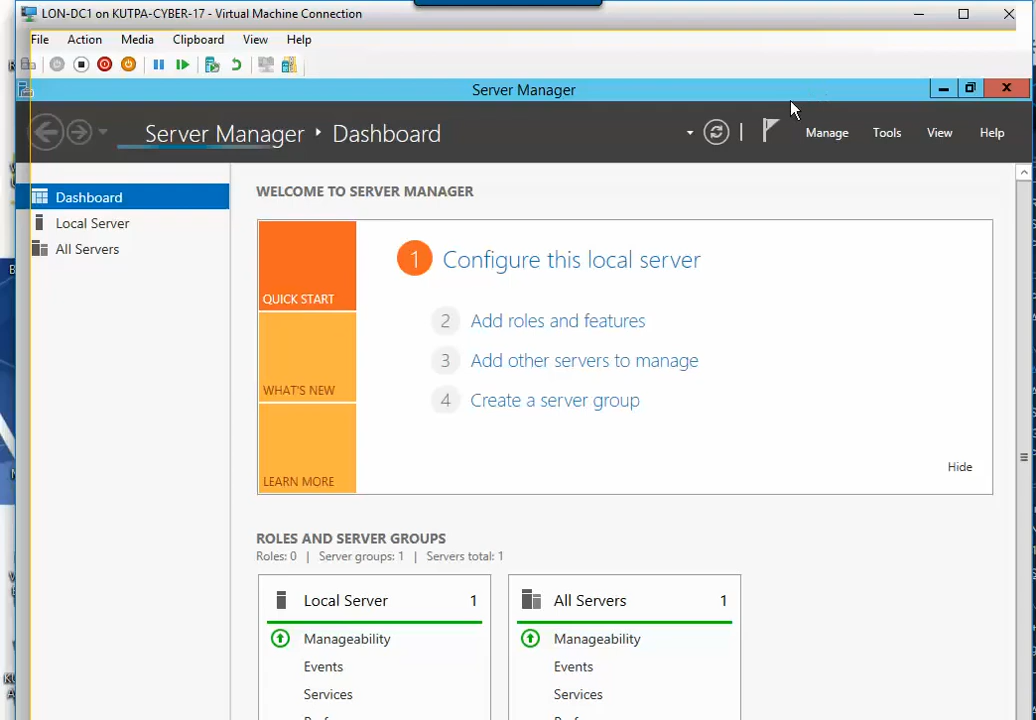 LON-DC1 on KUTPA-CYBER-17 - Virtual Machine Connection
File Action Media Clipboard View Help
Server Manager
Server Manager Dashboard
Manage Tools View Help
Dashboard
Local Server
All Servers
WELCOME TO SERVER MANAGER
QUICK START
WHAT'S NEW
LEARN MORE
1 Configure this local server
2 Add roles and features
3 Add other servers to manage
4 Create a server group
Hide
ROLES AND SERVER GROUPS
Roles: 0 | Server groups: 1 | Servers total: 1
Local Server 1
Manageability
Events
Services
All Servers 1
Manageability
Events
Services